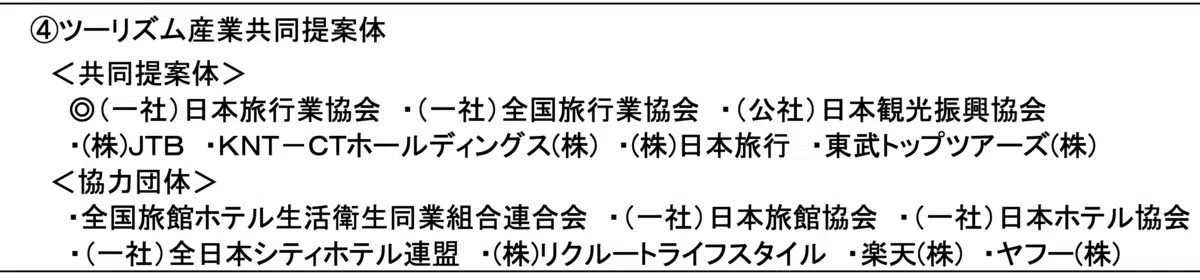 ④ツーリズム産業共同提案体
＜共同提案体＞
◎（一社）日本旅行業協会　・（一社）全国旅行業協会　・（公社）日本観光振興協会
・(株)JTB　・KNT－CTホールディングス(株)　・(株)日本旅行　・東武トップツアーズ(株)
＜協力団体＞
・全国旅館ホテル生活衛生同業組合連合会　・（一社）日本旅館協会　・（一社）日本ホテル協会
・（一社）全日本シティホテル連盟　・(株)リクルートライフスタイル　・楽天(株)　・ヤフー(株)